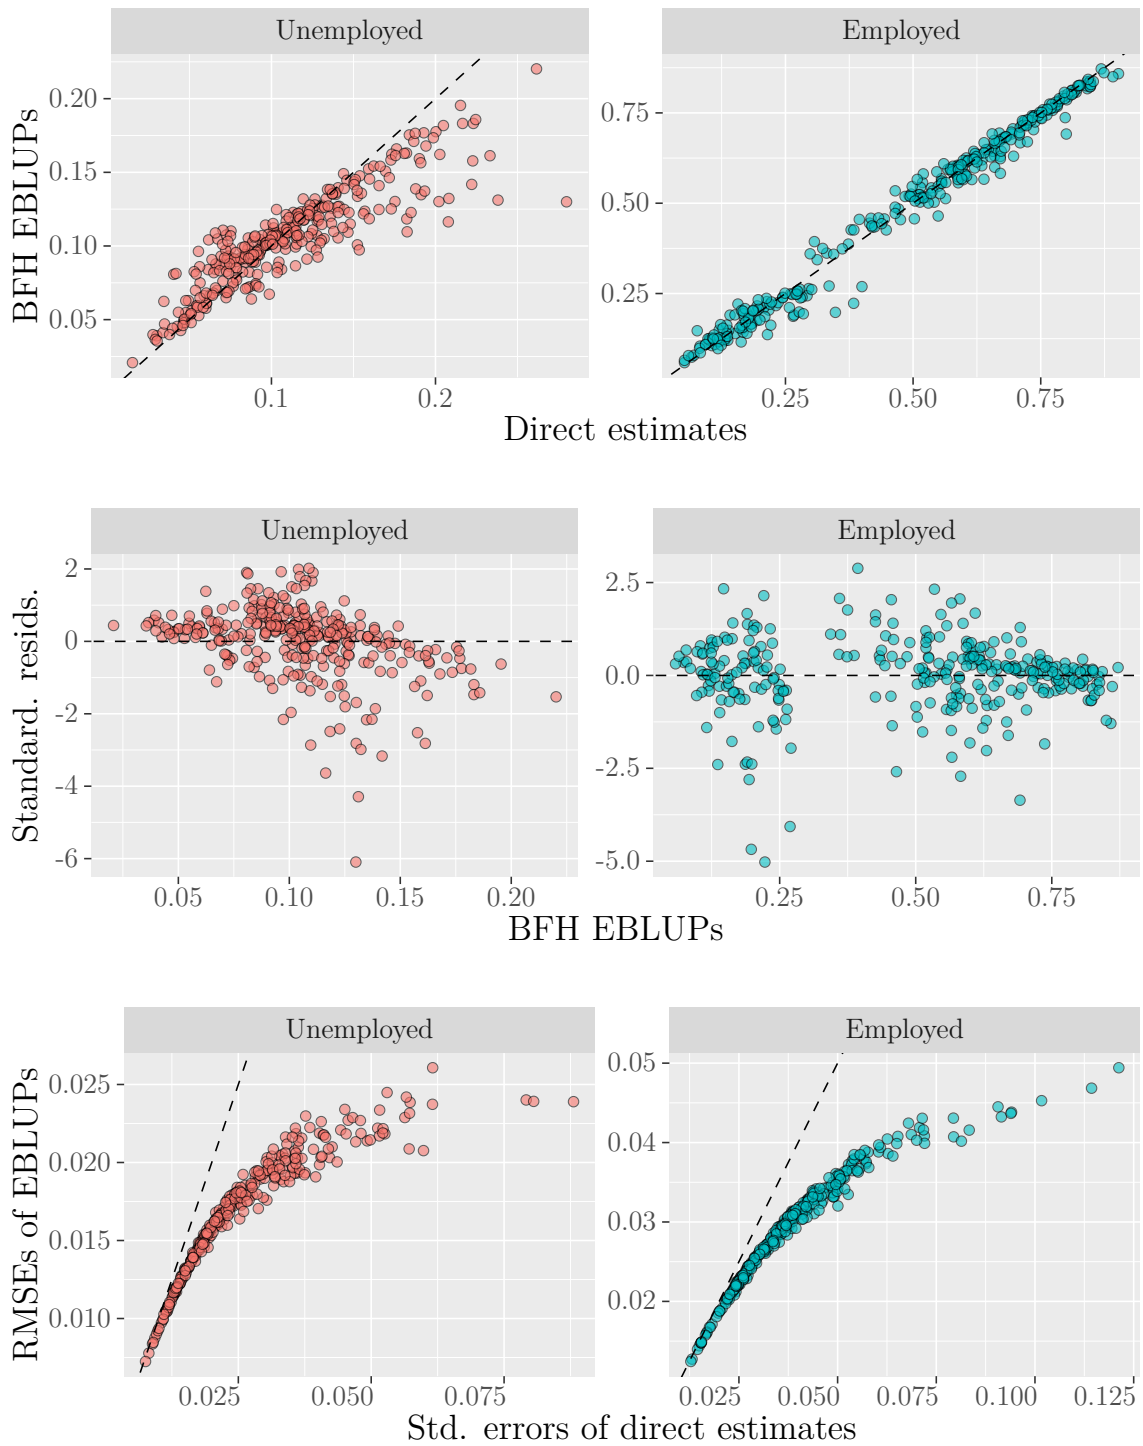 Unemployed Employed
BFH EBLUPs
0.20
0.15
0.10
0.05
0.75
0.50
0.25
0.1 0.2 0.25 0.50 0.75
Direct estimates
Unemployed Employed
Standard. resids.
2
0
-2
-4
-6
2.5
0.0
-2.5
-5.0
0.05 0.10 0.15 0.20 0.25 0.50 0.75
BFH EBLUPs
Unemployed Employed
RMSEs of EBLUPs
0.025
0.020
0.015
0.010
0.05
0.04
0.03
0.02
0.025 0.050 0.075 0.025 0.050 0.075 0.100 0.125
Std. errors of direct estimates